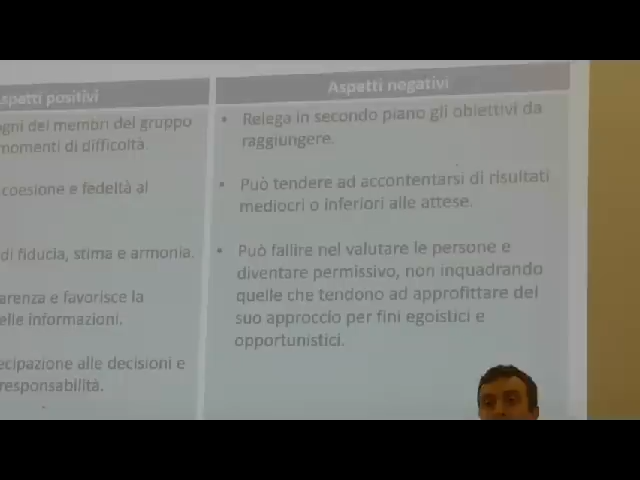 spetti positivi
ogni dei membri del gruppo
momenti di difficoltà.
coesione e fedeltà al
di fiducia, stima e armonia.
arenza e favorisce la
elle informazioni.
ecipazione alle decisioni e
responsabilità.
Aspetti negativi
• Relega in secondo piano gli obiettivi da
raggiungere.
• Può tendere ad accontentarsi di risultati
mediocri o inferiori alle attese.
• Può fallire nel valutare le persone e
diventare permissivo, non inquadrando
quelle che tendono ad approfittare del
suo approccio per fini egoistici e
opportunistici.